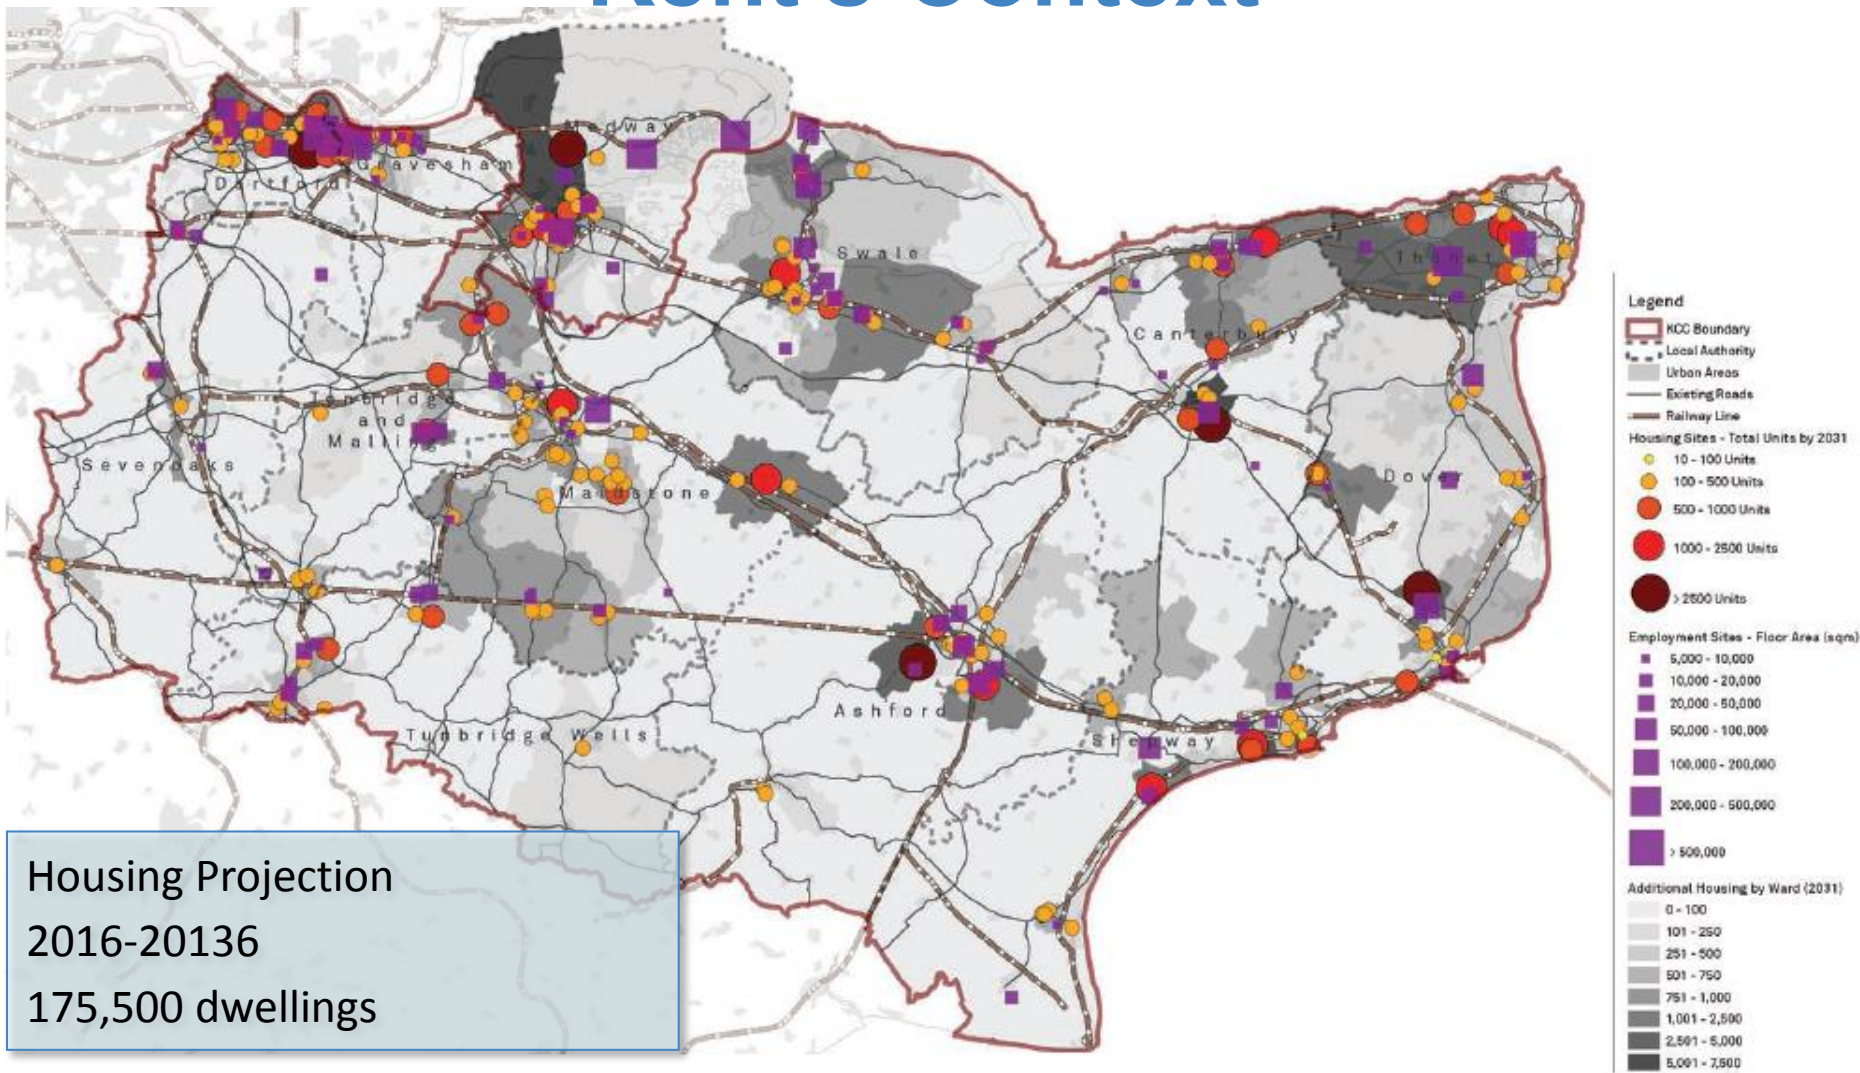 Kent's Context
Medway
Gravesham
Dartford
Swale
Thanet
Canterbury
Tonbridge
and
Malling
Sevenoaks
Maidstone
Dover
Ashford
Tunbridge Wells
Shepway
Housing Projection
2016-20136
175,500 dwellings
Legend
KCC Boundary
Local Authority
Urban Areas
Existing Roads
Railway Line
Housing Sites - Total Units by 2031
10 - 100 Units
100 - 500 Units
500 - 1000 Units
1000 - 2500 Units
> 2500 Units
Employment Sites - Floor Area (sqm)
5,000 - 10,000
10,000 - 20,000
20,000 - 50,000
50,000 - 100,000
100,000 - 200,000
200,000 - 500,000
> 500,000
Additional Housing by Ward (2031)
0 - 100
101 - 250
251 - 500
501 - 750
751 - 1,000
1,001 - 2,500
2,501 - 5,000
5,001 - 7,500